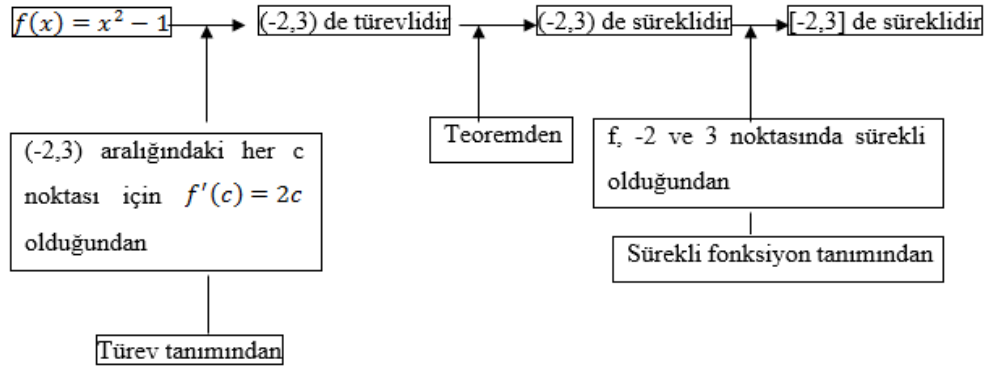 f(x) = x² − 1
(-2,3) de türevlidir
(-2,3) de süreklidir
[-2,3] de süreklidir
(-2,3) aralığındaki her c
noktası için f′(c) = 2c
olduğundan
Teoremden
f, -2 ve 3 noktasında sürekli
olduğundan
Sürekli fonksiyon tanımından
Türev tanımından